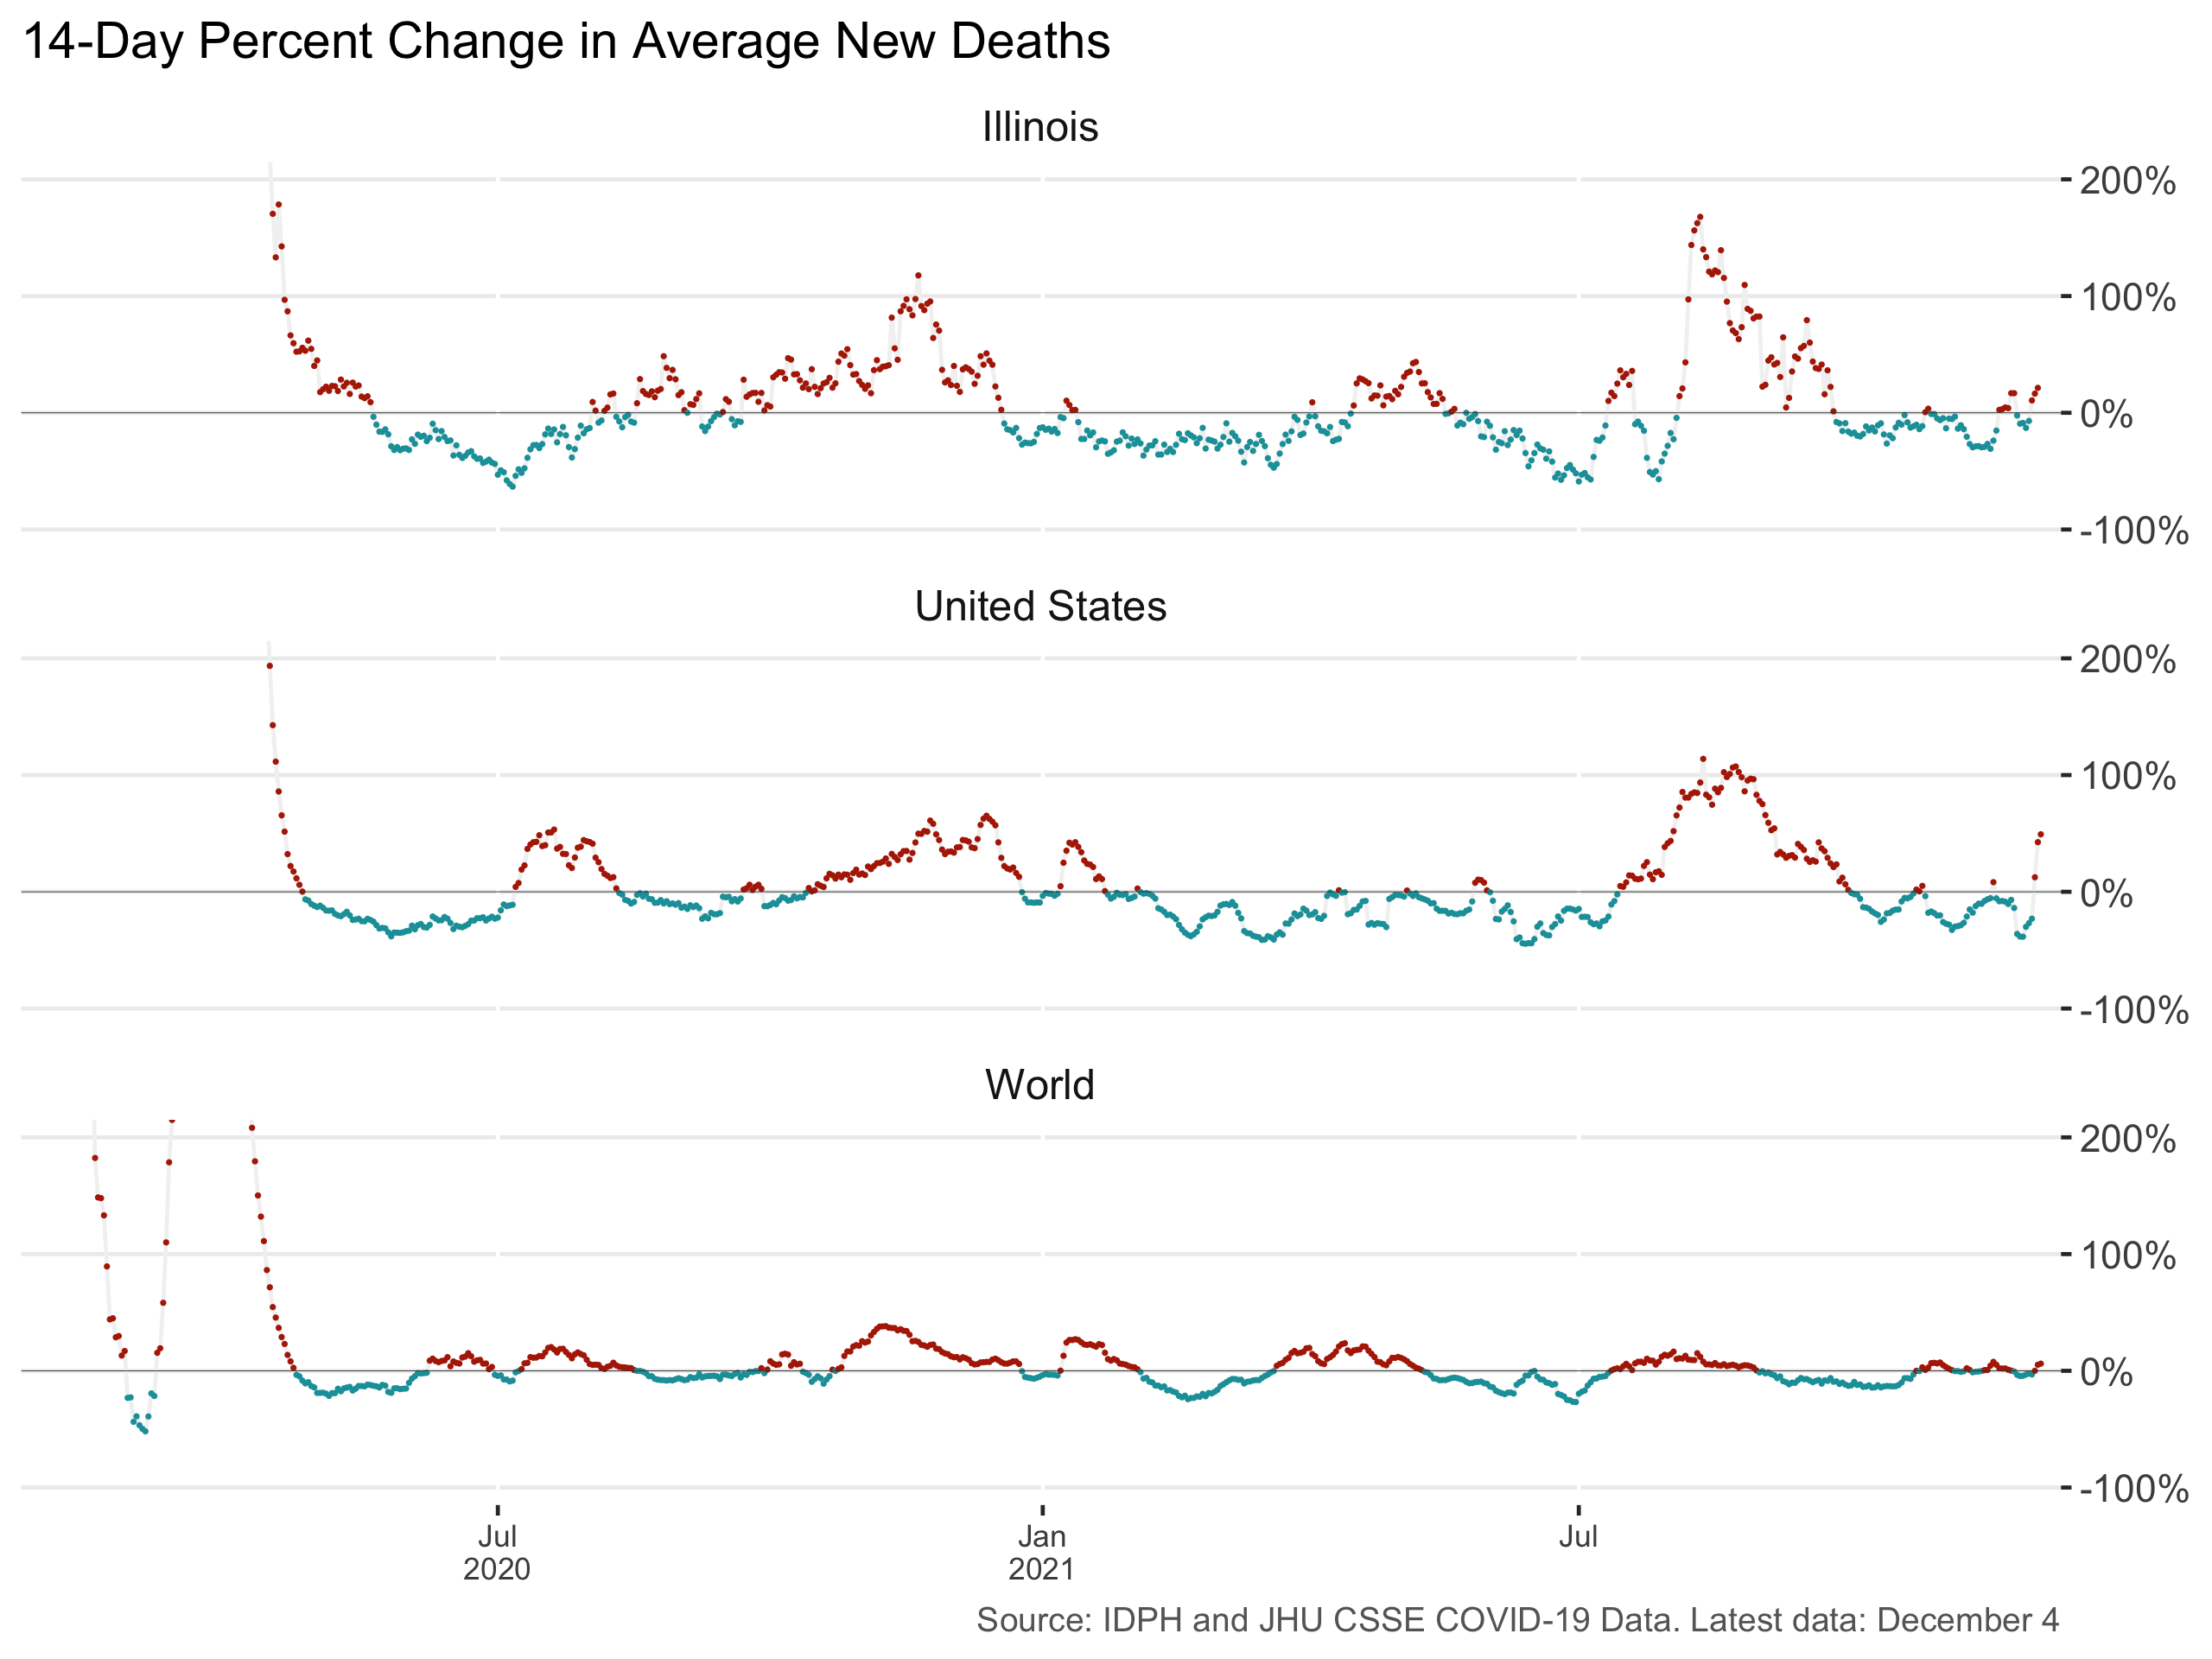 14-Day Percent Change in Average New Deaths
Illinois
200%
100%
0%
-100%
United States
200%
100%
0%
-100%
World
200%
100%
0%
-100%
Jul
2020
Jan
2021
Jul
Source: IDPH and JHU CSSE COVID-19 Data. Latest data: December 4